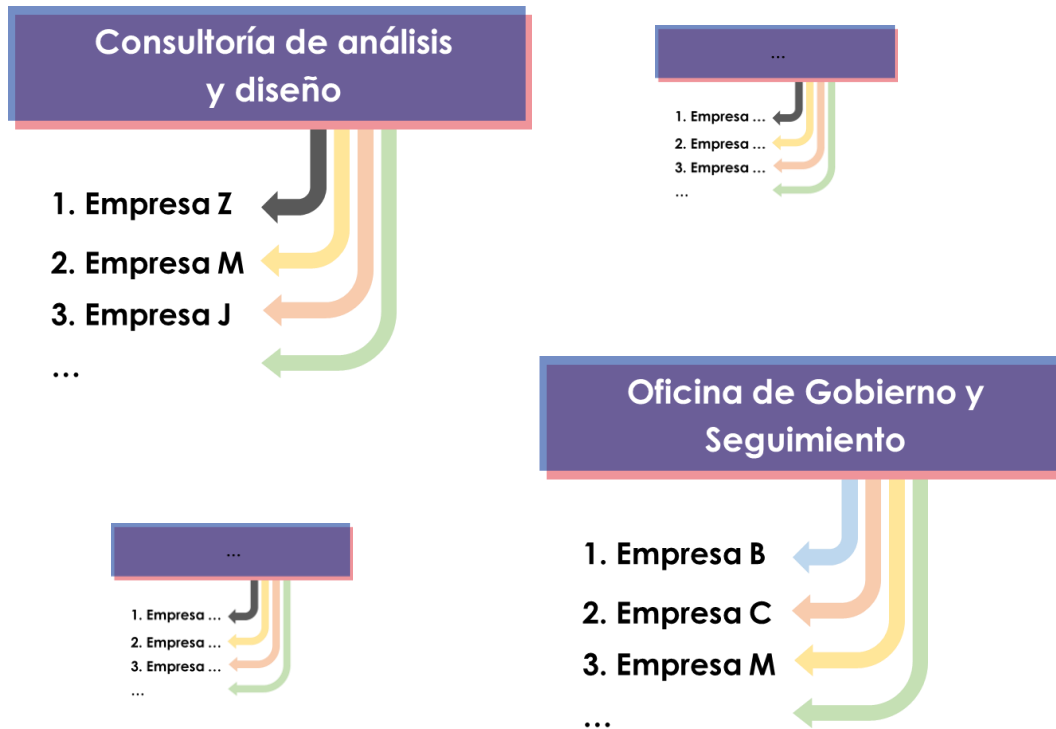 Consultoría de análisis
y diseño
1. Empresa Z
2. Empresa M
3. Empresa J
...
...
1. Empresa ...
2. Empresa ...
3. Empresa ...
...
Oficina de Gobierno y
Seguimiento
1. Empresa B
2. Empresa C
3. Empresa M
...
...
1. Empresa ...
2. Empresa ...
3. Empresa ...
...